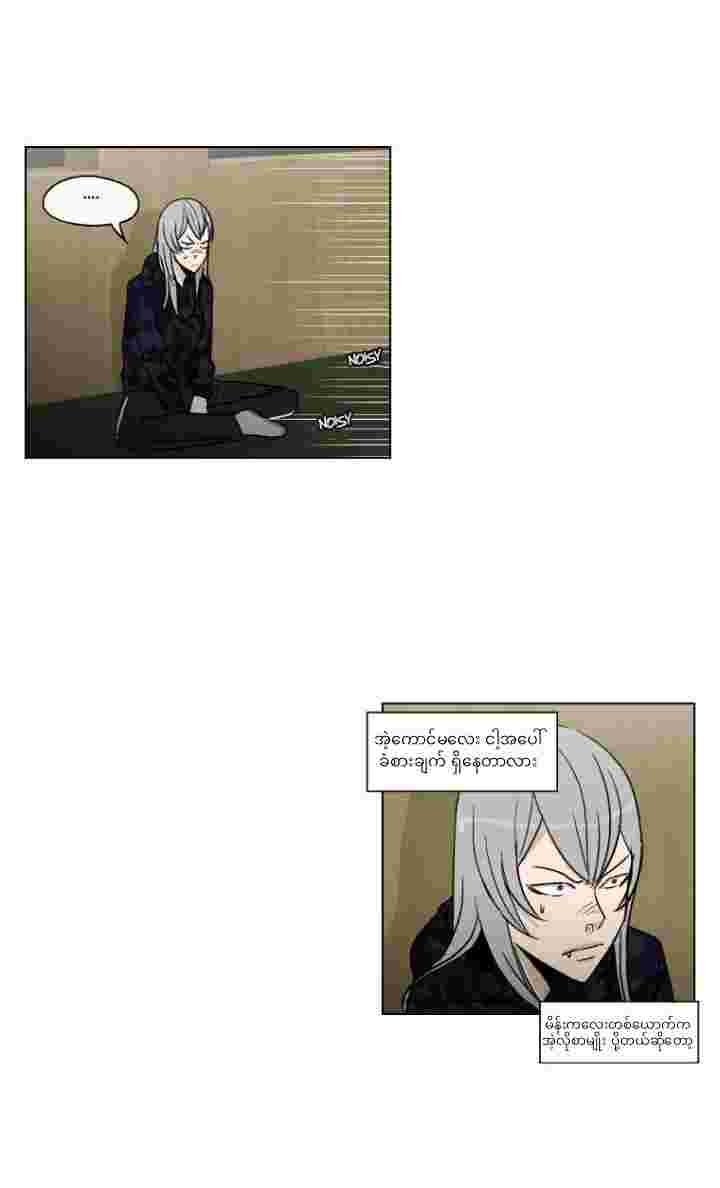 ....
NOISY
NOISY
အဲ့ကောင်မလေး ငါ့အပေါ်
ခံစားချက် ရှိနေတာလား
မိန်းကလေးတစ်ယောက်က
အဲ့လိုစာမျိုး ပို့တယ်ဆိုတော့